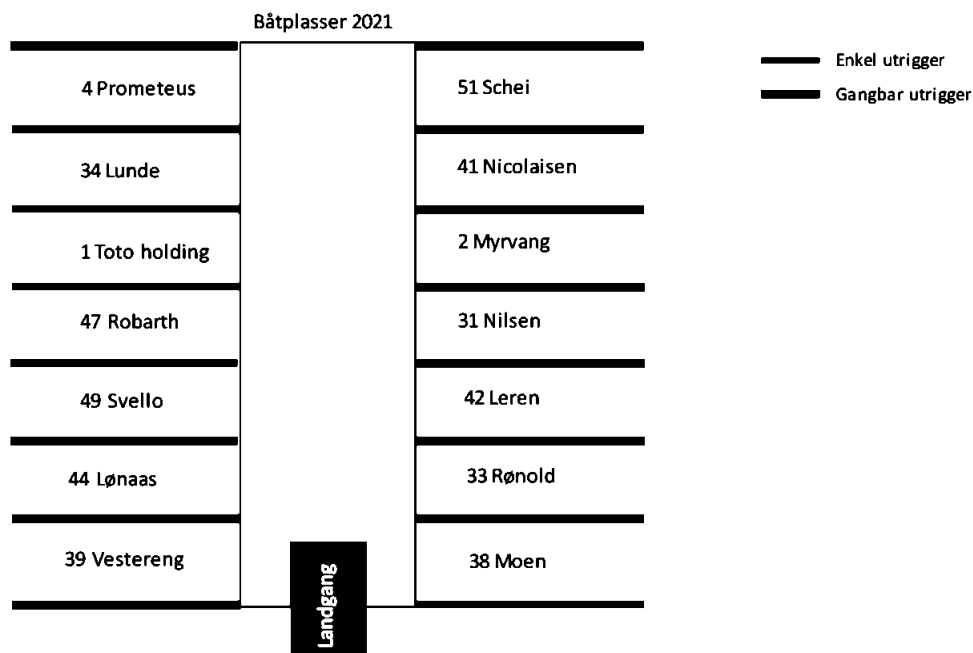 Båtplasser 2021
4 Prometeus
34 Lunde
1 Toto holding
47 Robarth
49 Svello
44 Lønaas
39 Vestereng
51 Schei
41 Nicolaisen
2 Myrvang
31 Nilsen
42 Leren
33 Rønold
38 Moen
Landgang
Enkel utrigger
Gangbar utrigger